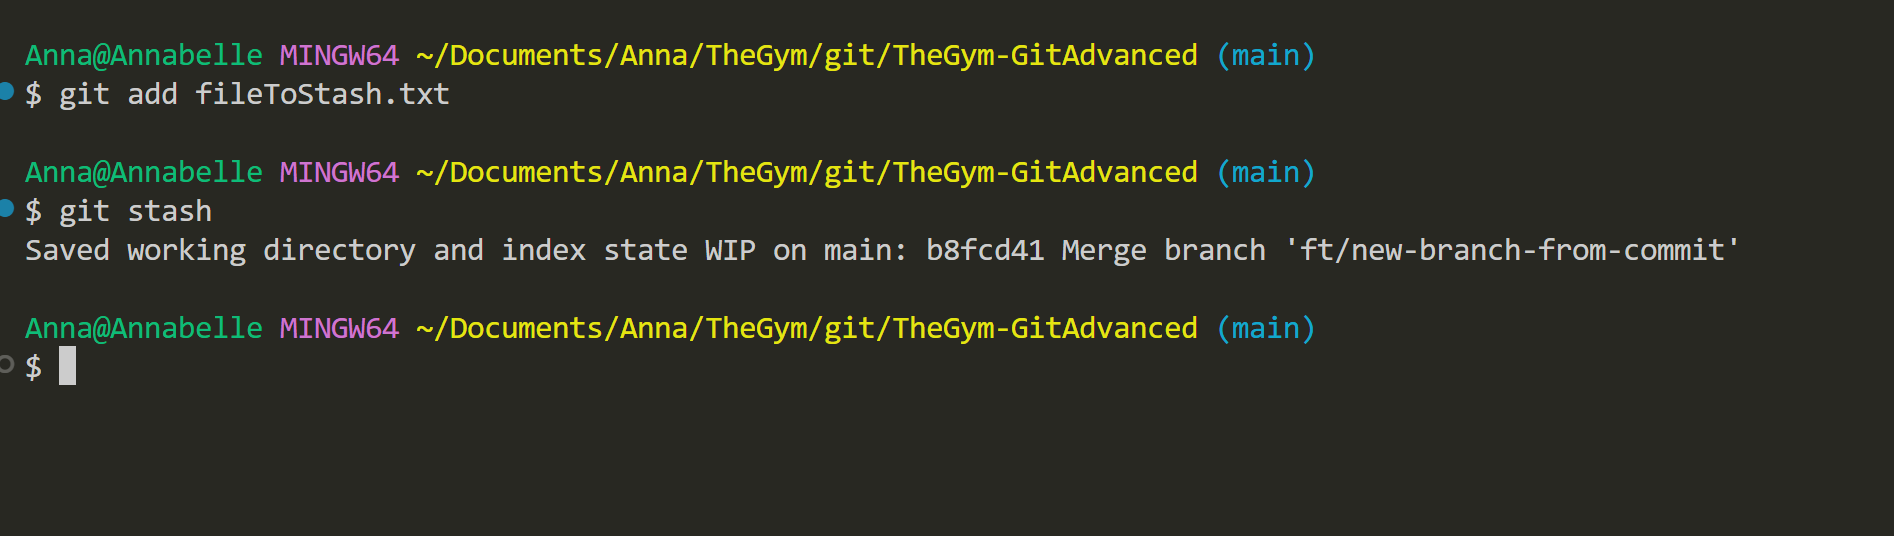 Anna@Annabelle MINGW64 ~/Documents/Anna/TheGym/git/TheGym-GitAdvanced (main)
$ git add fileToStash.txt
Anna@Annabelle MINGW64 ~/Documents/Anna/TheGym/git/TheGym-GitAdvanced (main)
$ git stash
Saved working directory and index state WIP on main: b8fcd41 Merge branch 'ft/new-branch-from-commit'
Anna@Annabelle MINGW64 ~/Documents/Anna/TheGym/git/TheGym-GitAdvanced (main)
$